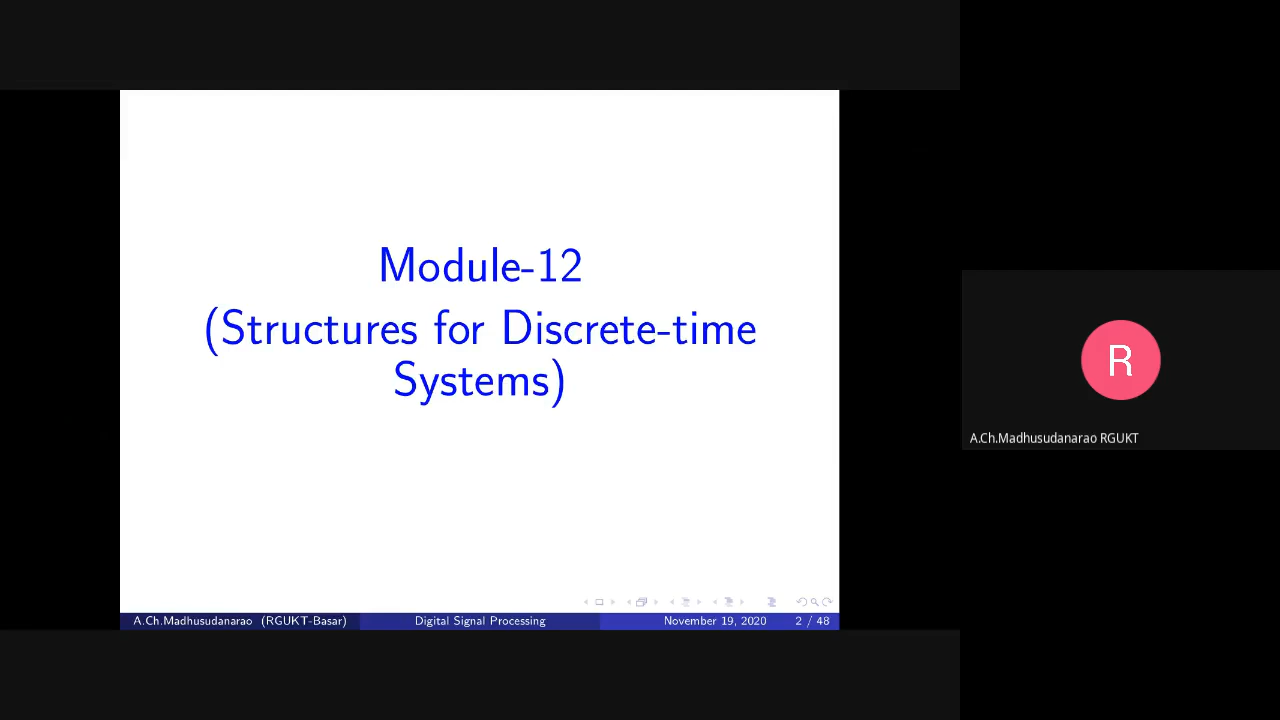 Module-12
(Structures for Discrete-time
Systems)
R
A.Ch.Madhusudanarao RGUKT
A.Ch.Madhusudanarao (RGUKT-Basar) Digital Signal Processing November 19, 2020 2 / 48